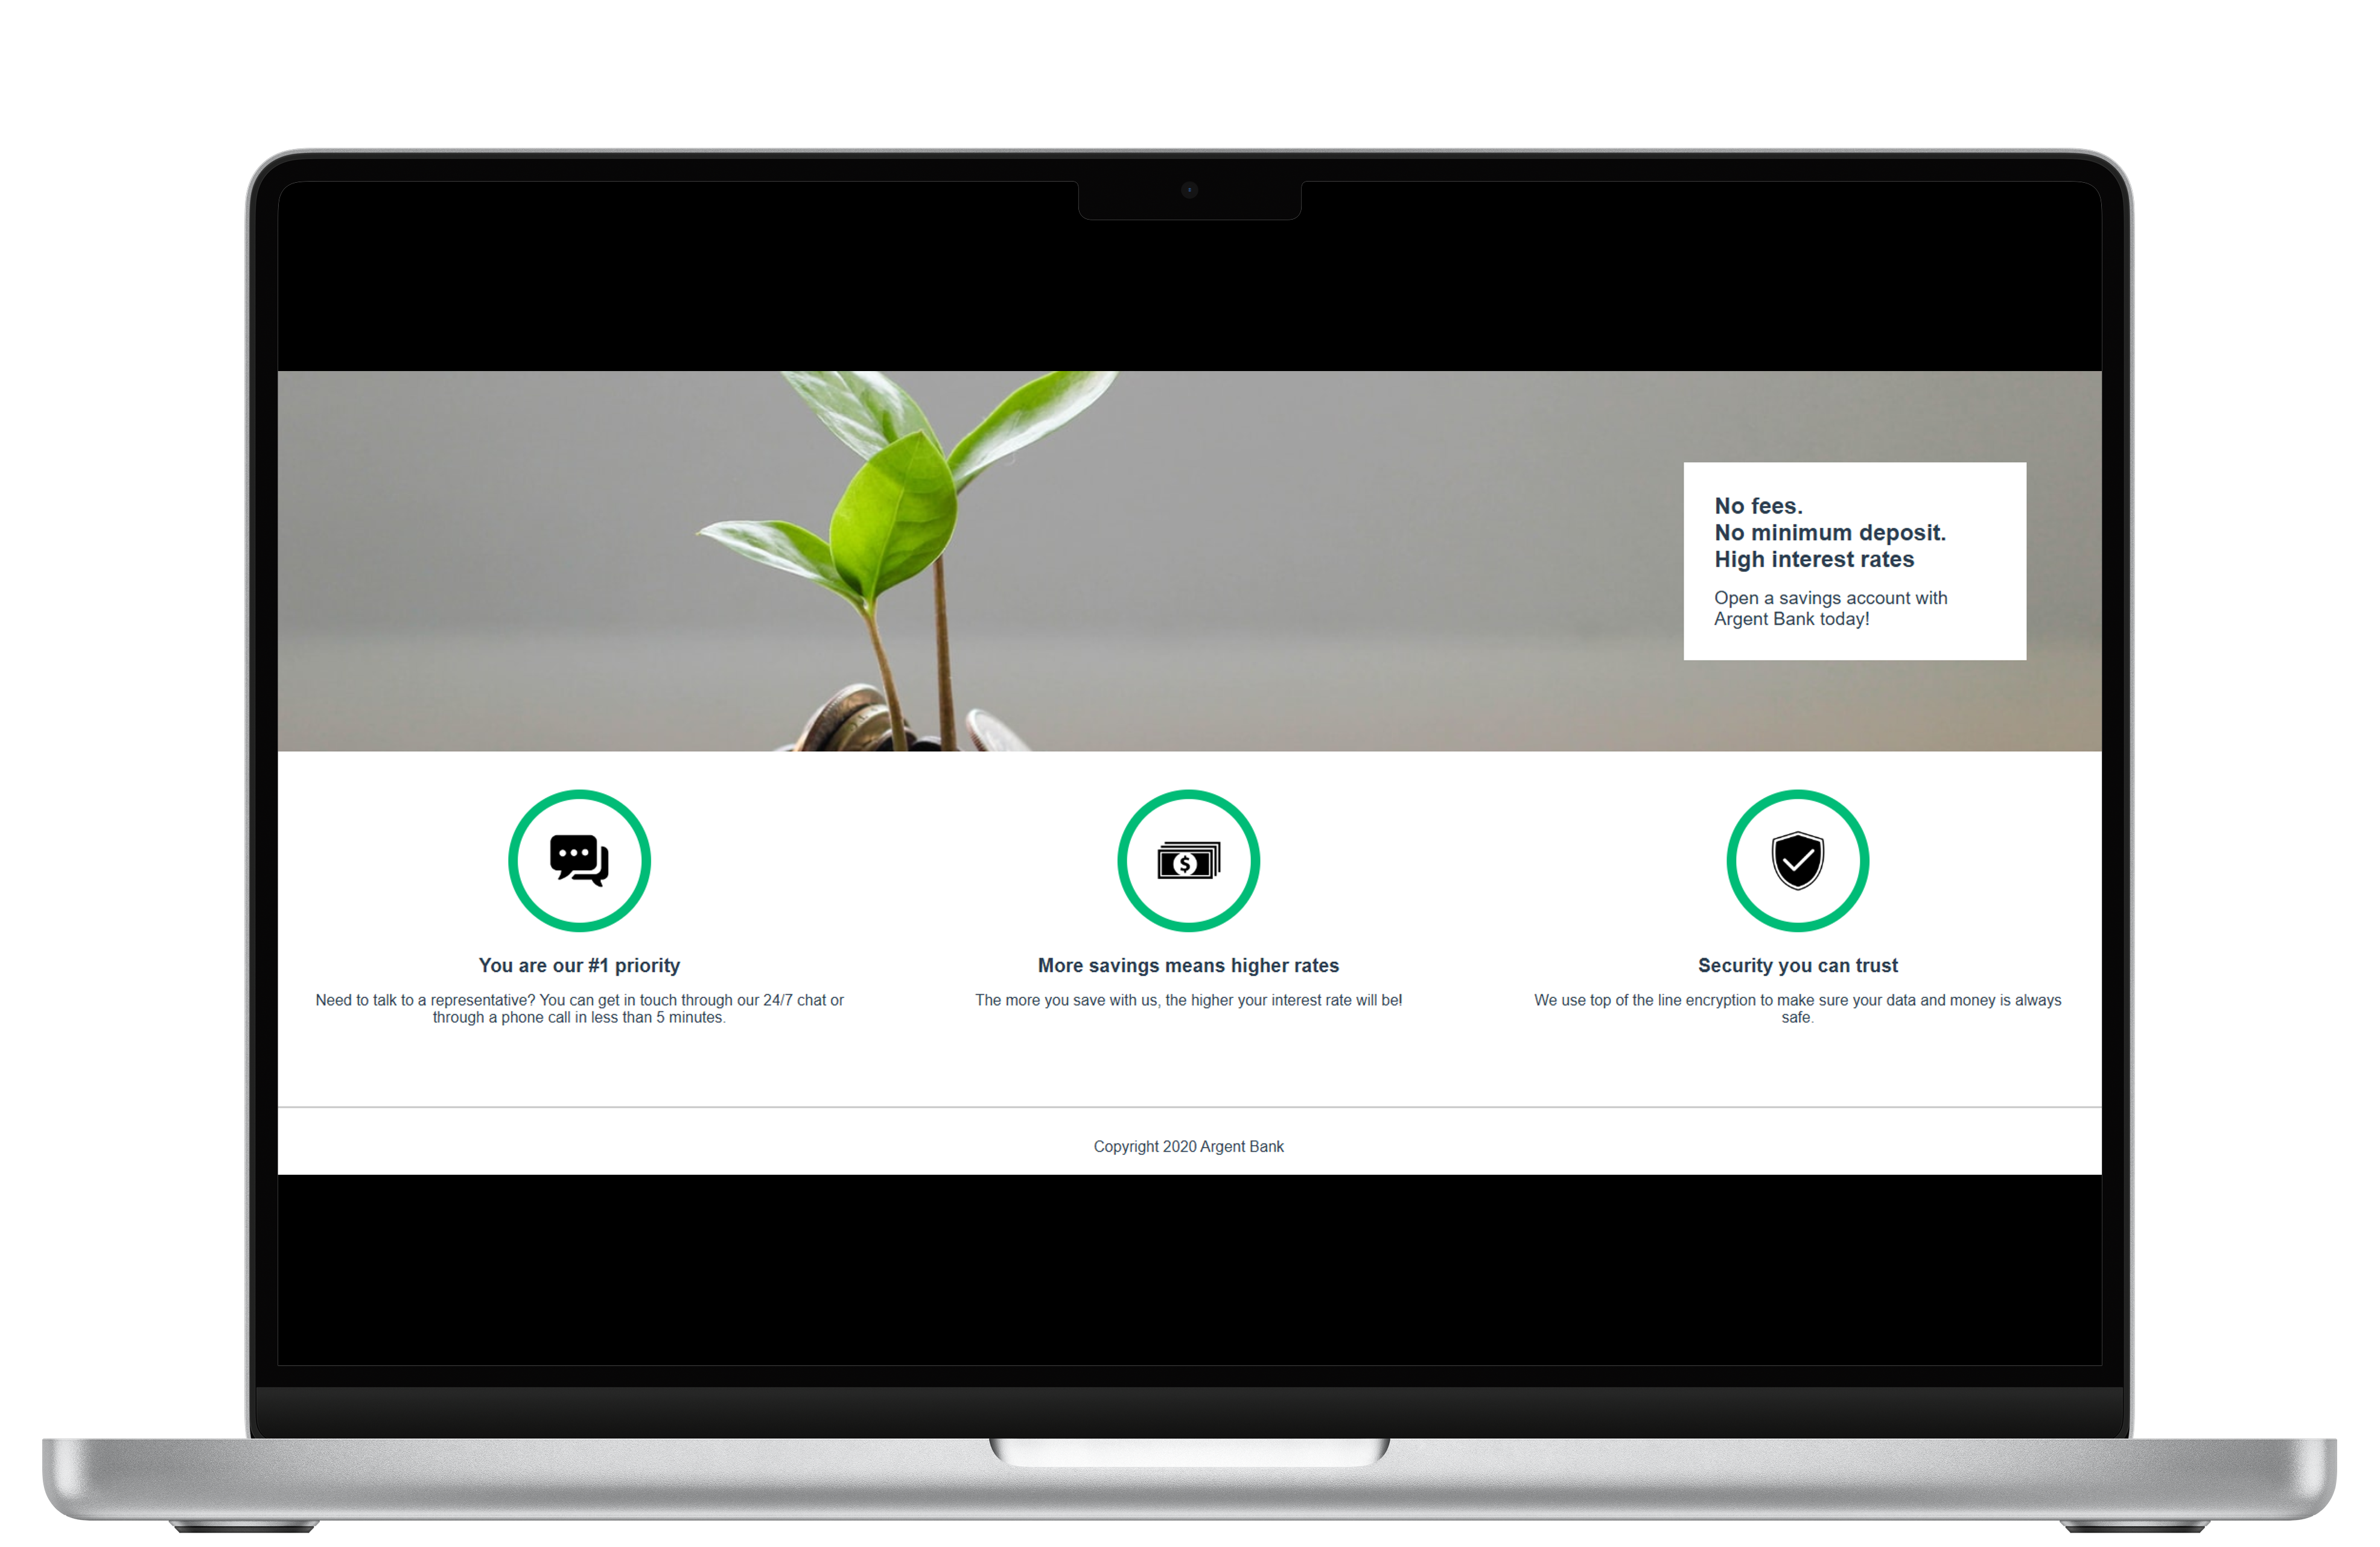 No fees.
No minimum deposit.
High interest rates
Open a savings account with
Argent Bank today!
$
You are our #1 priority
More savings means higher rates
Security you can trust
Need to talk to a representative? You can get in touch through our 24/7 chat or
through a phone call in less than 5 minutes.
The more you save with us, the higher your interest rate will be!
We use top of the line encryption to make sure your data and money is always
safe.
Copyright 2020 Argent Bank